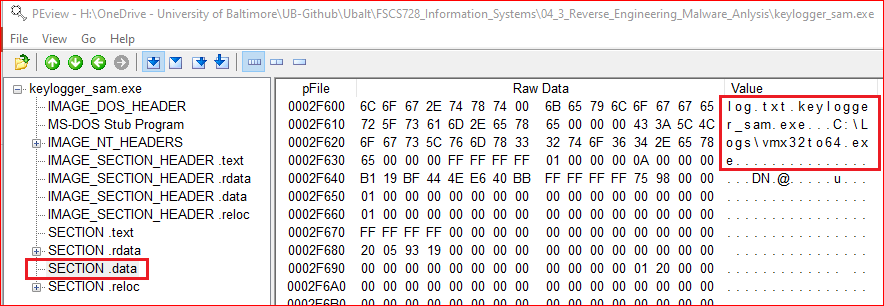 PEview - H:\OneDrive - University of Baltimore\UB-Github\Ubalt\FSCS728_Information_Systems\04_3_Reverse_Engineering_Malware_Anlysis\keylogger_sam.exe
File View Go Help
keylogger_sam.exe
IMAGE_DOS_HEADER
MS-DOS Stub Program
IMAGE_NT_HEADERS
IMAGE_SECTION_HEADER .text
IMAGE_SECTION_HEADER .rdata
IMAGE_SECTION_HEADER .data
IMAGE_SECTION_HEADER .reloc
SECTION .text
SECTION .rdata
SECTION .data
SECTION .reloc
pFile Raw Data Value
0002F600 6C 6F 67 2E 74 78 74 00 6B 65 79 6C 6F 67 67 65 log.txt.keylogge
0002F610 72 5F 73 61 6D 2E 65 78 65 00 00 00 43 3A 5C 4C r_sam.exe...C:\L
0002F620 6F 67 73 5C 76 6D 78 33 32 74 6F 36 34 2E 65 78 ogs\vmx32to64.ex
0002F630 65 00 00 00 FF FF FF FF 01 00 00 00 0A 00 00 00 e...............
0002F640 B1 19 BF 44 4E E6 40 BB FF FF FF FF 75 98 00 00 ...DN.@.....u...
0002F650 01 00 00 00 00 00 00 00 00 00 00 00 00 00 00 00 ................
0002F660 01 00 00 00 00 00 00 00 00 00 00 00 00 00 00 00 ................
0002F670 FF FF FF FF 00 00 00 00 00 00 00 00 00 00 00 00 ................
0002F680 20 05 93 19 00 00 00 00 00 00 00 00 00 00 00 00 ................
0002F690 00 00 00 00 00 00 00 00 00 00 00 00 01 20 00 00 ................
0002F6A0 00 00 00 00 00 00 00 00 00 00 00 00 00 00 00 00 ................